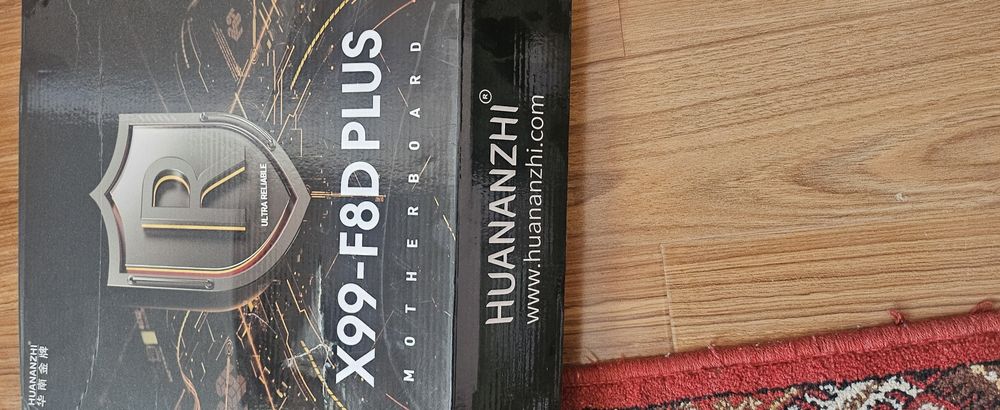 HUANANZHI
华南金牌
R
ULTRA RELIABLE
X99-F8D PLUS
MOTHERBOARD
HUANANZHI®
www.huananzhi.com